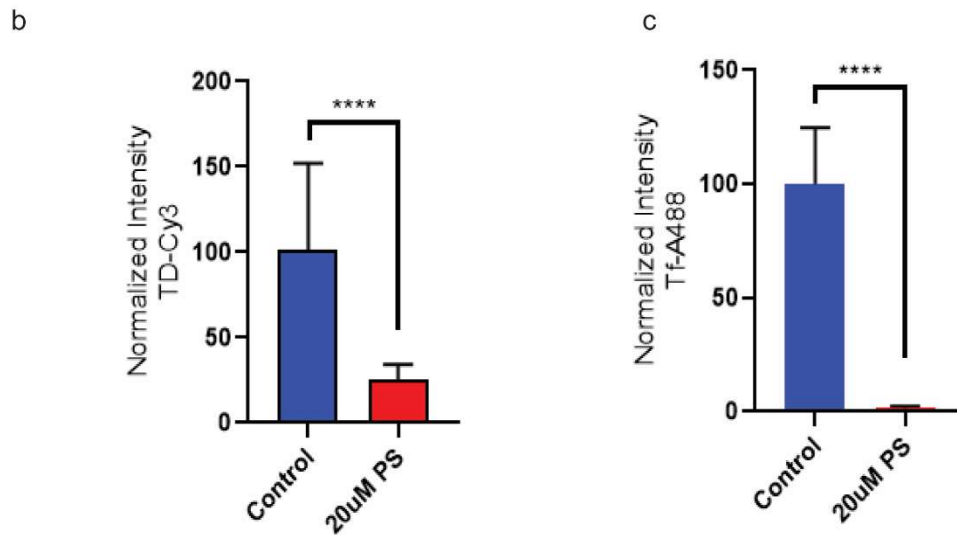 b
200
150
100
50
0
Normalized Intensity
TD-Cy3
****
Control
20uM PS
c
150
100
50
0
Normalized Intensity
Tf-A488
****
Control
20uM PS